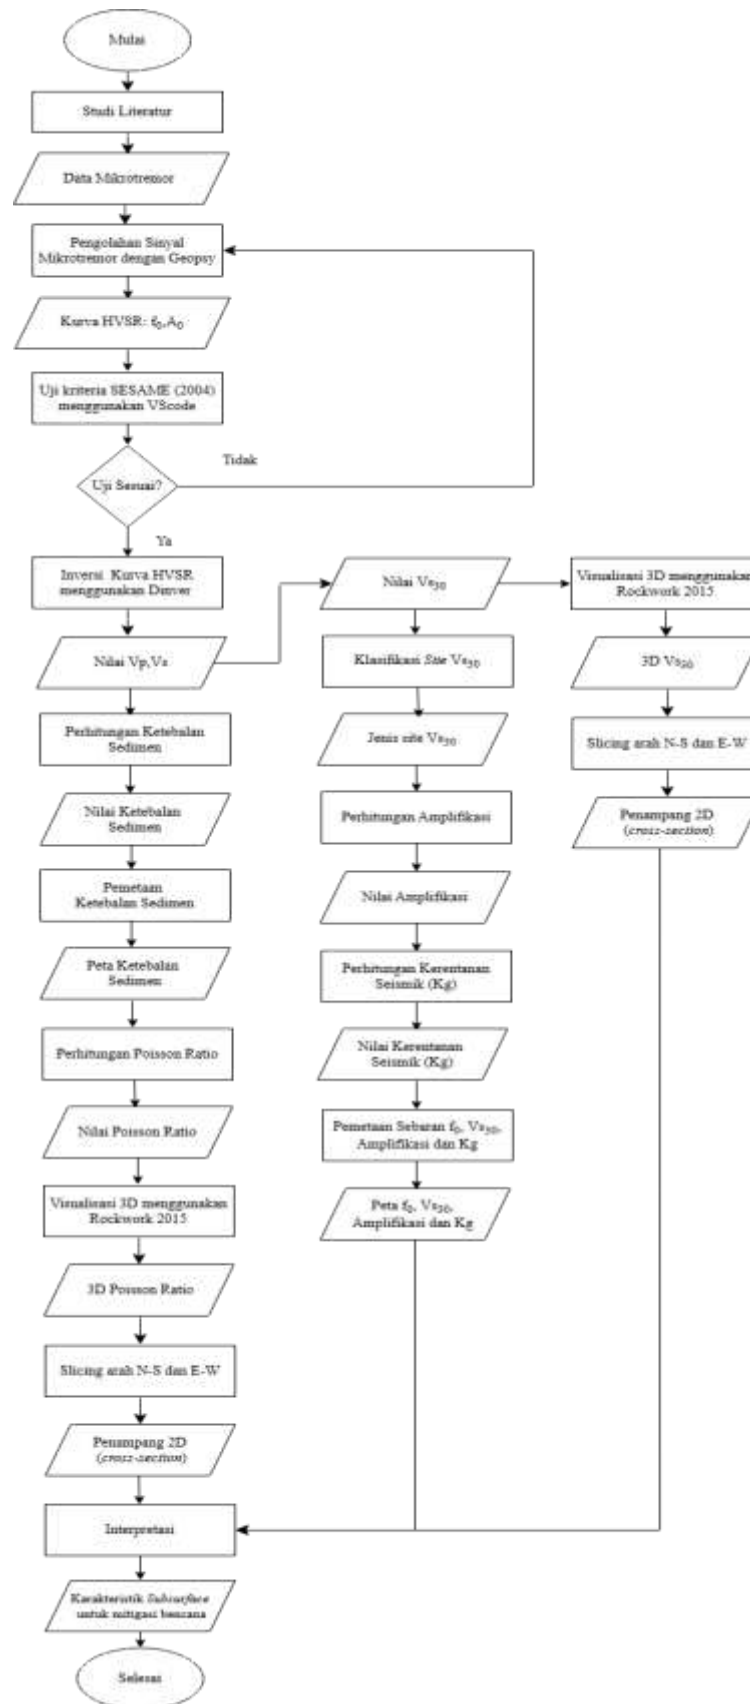 Mulai
Studi Literatur
Data Mikrotremor
Pengolahan Sinyal
Mikrotremor dengan Geopsy
Kurva HVSR: f₀,A₀
Uji kriteria SESAME (2004)
menggunakan VScode
Uji Sesuai?
Tidak
Ya
Inversi Kurva HVSR
menggunakan Dinver
Nilai Vp,Vs
Perhitungan Ketebalan
Sedimen
Nilai Ketebalan
Sedimen
Pemetaan
Ketebalan Sedimen
Peta Ketebalan
Sedimen
Perhitungan Poisson Ratio
Nilai Poisson Ratio
Visualisasi 3D menggunakan
Rockwork 2015
3D Poisson Ratio
Slicing arah N-S dan E-W
Penampang 2D
(cross-section)
Interpretasi
Karakteristik Subsurface
untuk mitigasi bencana
Selesai
Nilai Vs₃₀
Klasifikasi Site Vs₃₀
Jenis site Vs₃₀
Perhitungan Amplifikasi
Nilai Amplifikasi
Perhitungan Kerentanan
Seismik (Kg)
Nilai Kerentanan
Seismik (Kg)
Pemetaan Sebaran f₀, Vs₃₀,
Amplifikasi dan Kg
Peta f₀, Vs₃₀,
Amplifikasi dan Kg
Visualisasi 3D menggunakan
Rockwork 2015
3D Vs₃₀
Slicing arah N-S dan E-W
Penampang 2D
(cross-section)